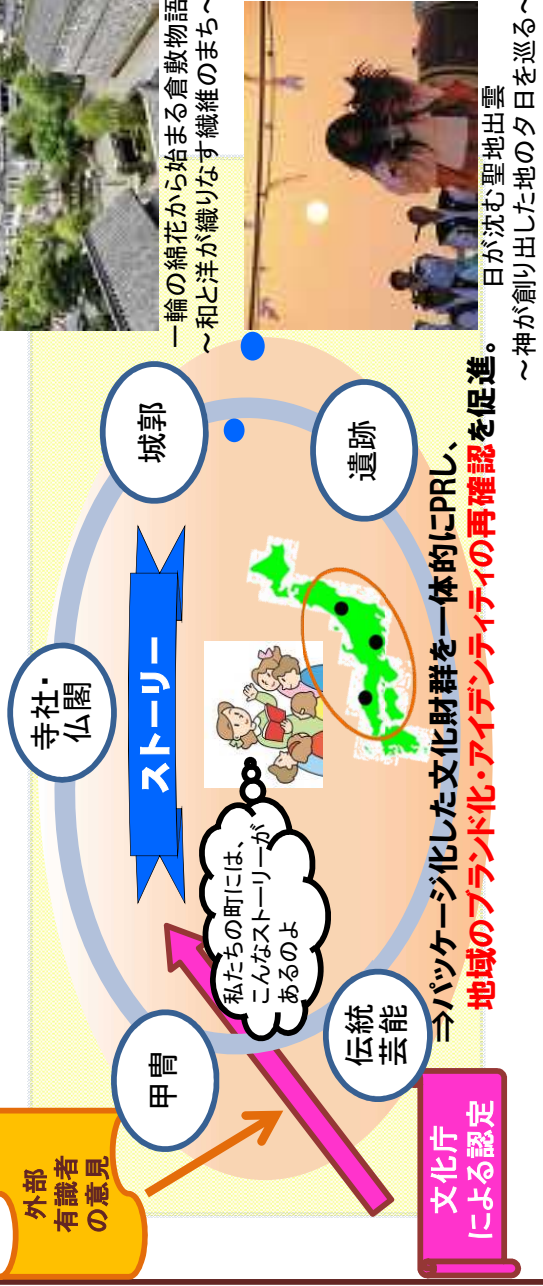 外部
有識者
の意見
文化庁
による認定
甲冑
寺社・
仏閣
城郭
ストーリー
私たちの町には、
こんなストーリーが
あるのよ
伝統
芸能
遺跡
一輪の綿花から始まる倉敷物語
～和と洋が織りなす繊維のまち～
日が沈む聖地出雲
～神が創り出した地の夕日を巡る～
⇒パッケージ化した文化財群を一体的にPRし、
地域のブランド化・アイデンティティの再確認を促進。